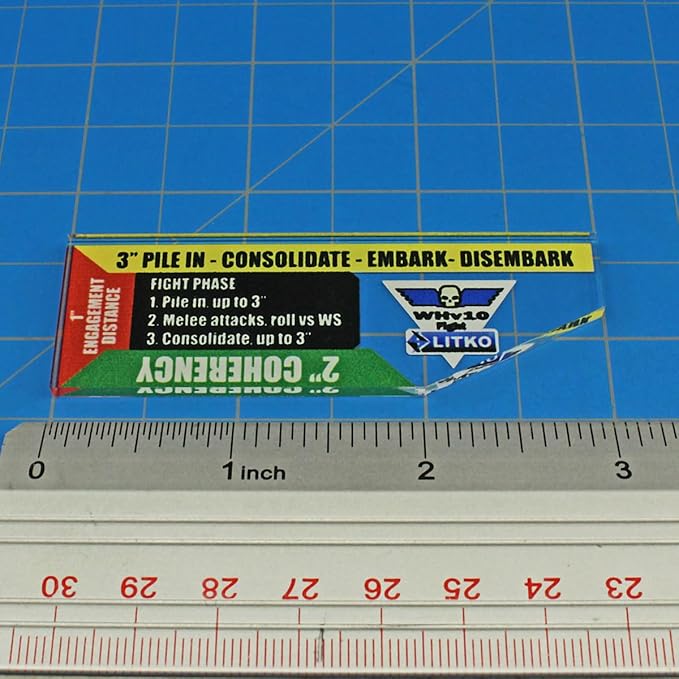 3" PILE IN - CONSOLIDATE - EMBARK- DISEMBARK
1"
ENGAGEMENT
DISTANCE
FIGHT PHASE
1. Pile in, up to 3"
2. Melee attacks, roll vs WS
3. Consolidate, up to 3"
2" COHERENCY
WHv10
Fight
LITKO
0 1 inch 2 3
30 29 28 27 26 25 24 23